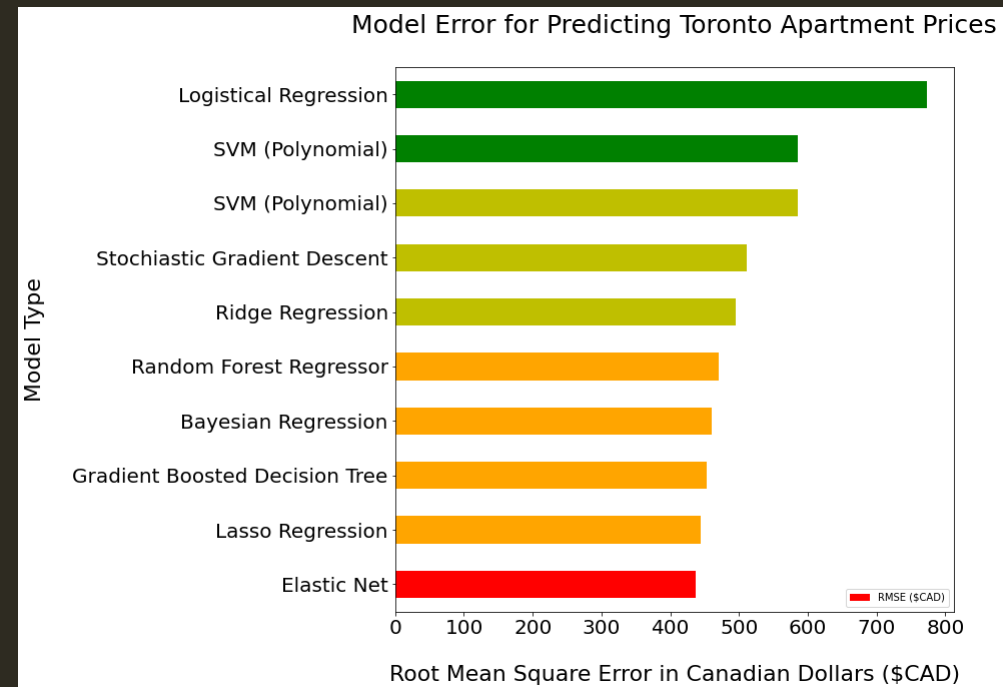 Model Error for Predicting Toronto Apartment Prices
Model Type
Logistical Regression
SVM (Polynomial)
SVM (Polynomial)
Stochiastic Gradient Descent
Ridge Regression
Random Forest Regressor
Bayesian Regression
Gradient Boosted Decision Tree
Lasso Regression
Elastic Net
RMSE ($CAD)
0 100 200 300 400 500 600 700 800
Root Mean Square Error in Canadian Dollars ($CAD)